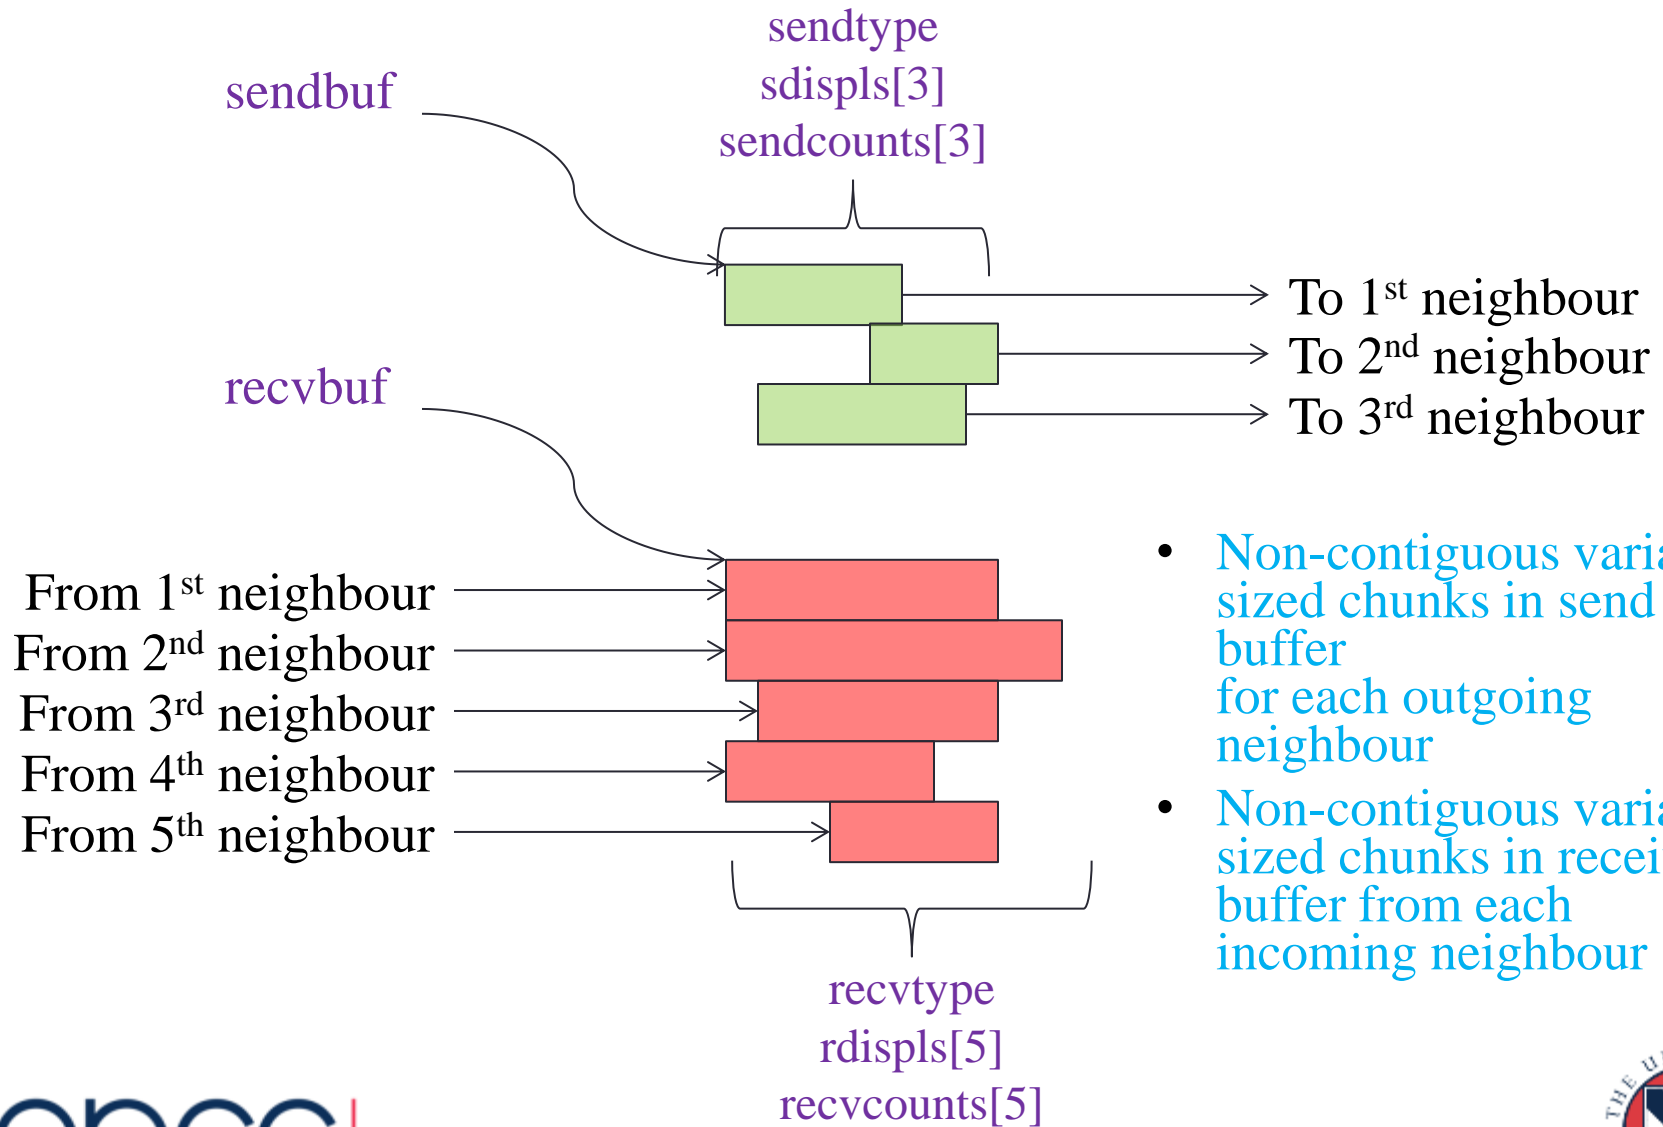 sendtype
sdispls[3]
sendcounts[3]
sendbuf
To 1st neighbour
To 2nd neighbour
To 3rd neighbour
recvbuf
From 1st neighbour
From 2nd neighbour
From 3rd neighbour
From 4th neighbour
From 5th neighbour
• Non-contiguous
sized chunks in send
buffer
for each outgoing
neighbour
• Non-contiguous
sized chunks in
buffer from each
incoming neighbour
recvtype
rdispls[5]
recvcounts[5]
THE